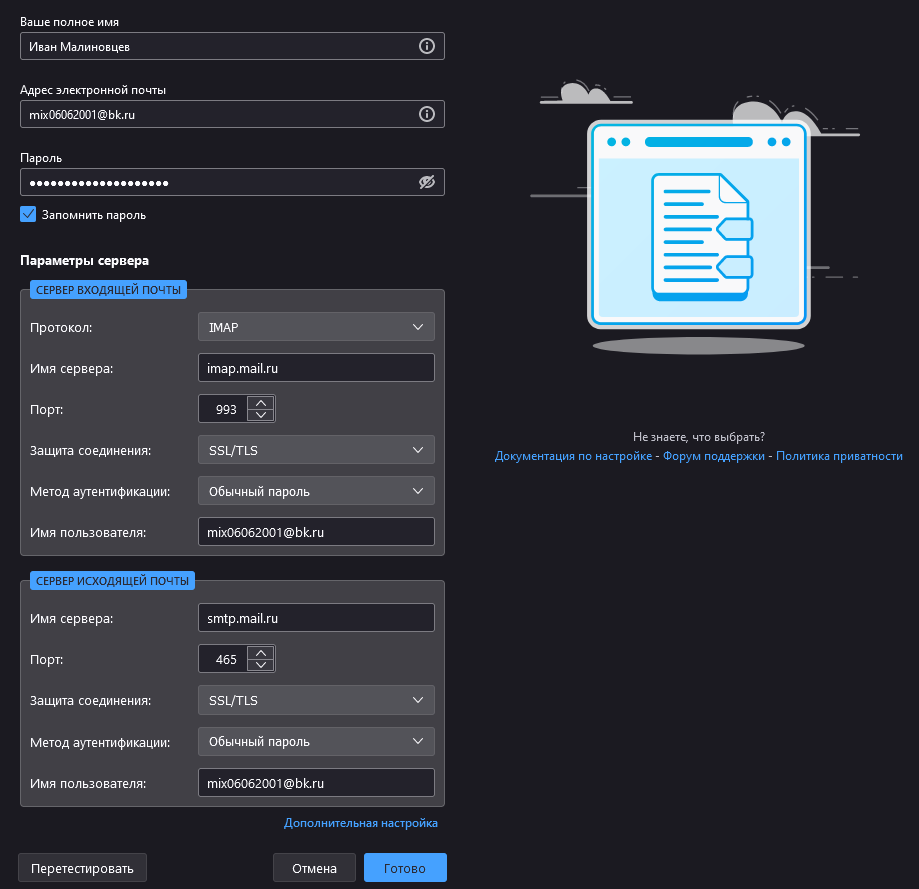 Ваше полное имя
Иван Малиновцев
Адрес электронной почты
mix06062001@bk.ru
Пароль
••••••••••••••••••••
Запомнить пароль
Параметры сервера
СЕРВЕР ВХОДЯЩЕЙ ПОЧТЫ
Протокол: IMAP
Имя сервера: imap.mail.ru
Порт: 993
Защита соединения: SSL/TLS
Метод аутентификации: Обычный пароль
Имя пользователя: mix06062001@bk.ru
СЕРВЕР ИСХОДЯЩЕЙ ПОЧТЫ
Имя сервера: smtp.mail.ru
Порт: 465
Защита соединения: SSL/TLS
Метод аутентификации: Обычный пароль
Имя пользователя: mix06062001@bk.ru
Дополнительная настройка
Перетестировать Отмена Готово
Не знаете, что выбрать?
Документация по настройке - Форум поддержки - Политика приватности